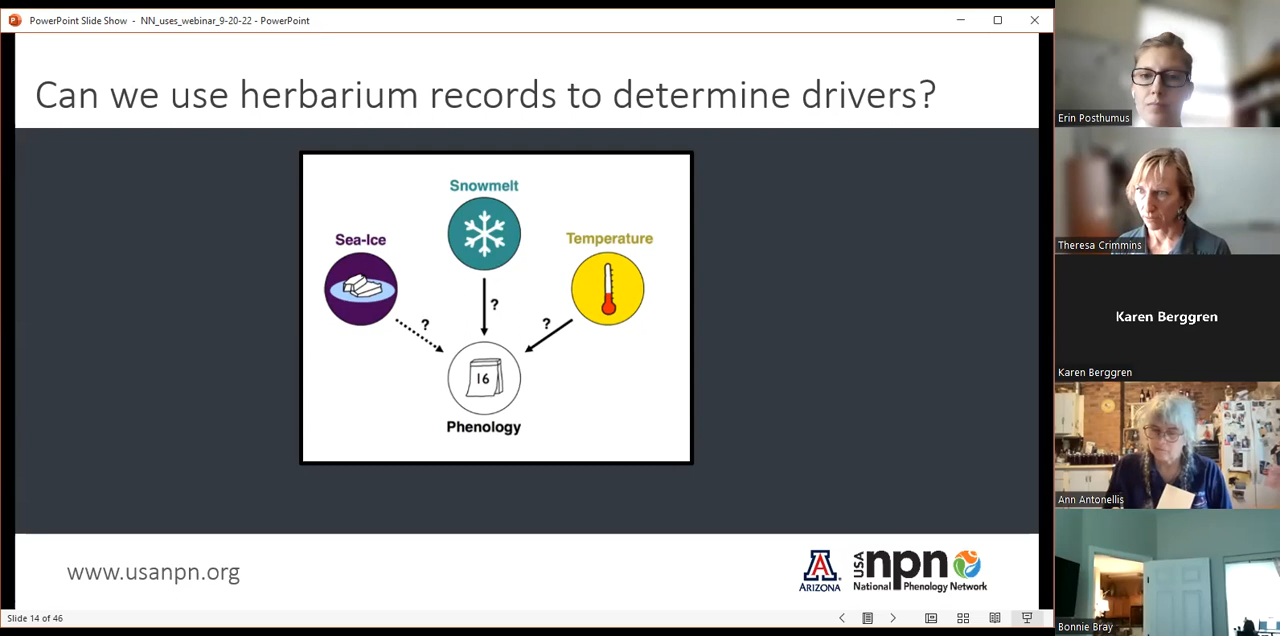 PowerPoint Slide Show - NN_uses_webinar_9-20-22 - PowerPoint
Can we use herbarium records to determine drivers?
Snowmelt
Sea-Ice
Temperature
?
?
?
16
Phenology
www.usanpn.org
A
ARIZONA
USA npn
National Phenology Network
Slide 14 of 46
Erin Posthumus
Theresa Crimmins
Karen Berggren
Karen Berggren
Ann Antonellis
Bonnie Bray